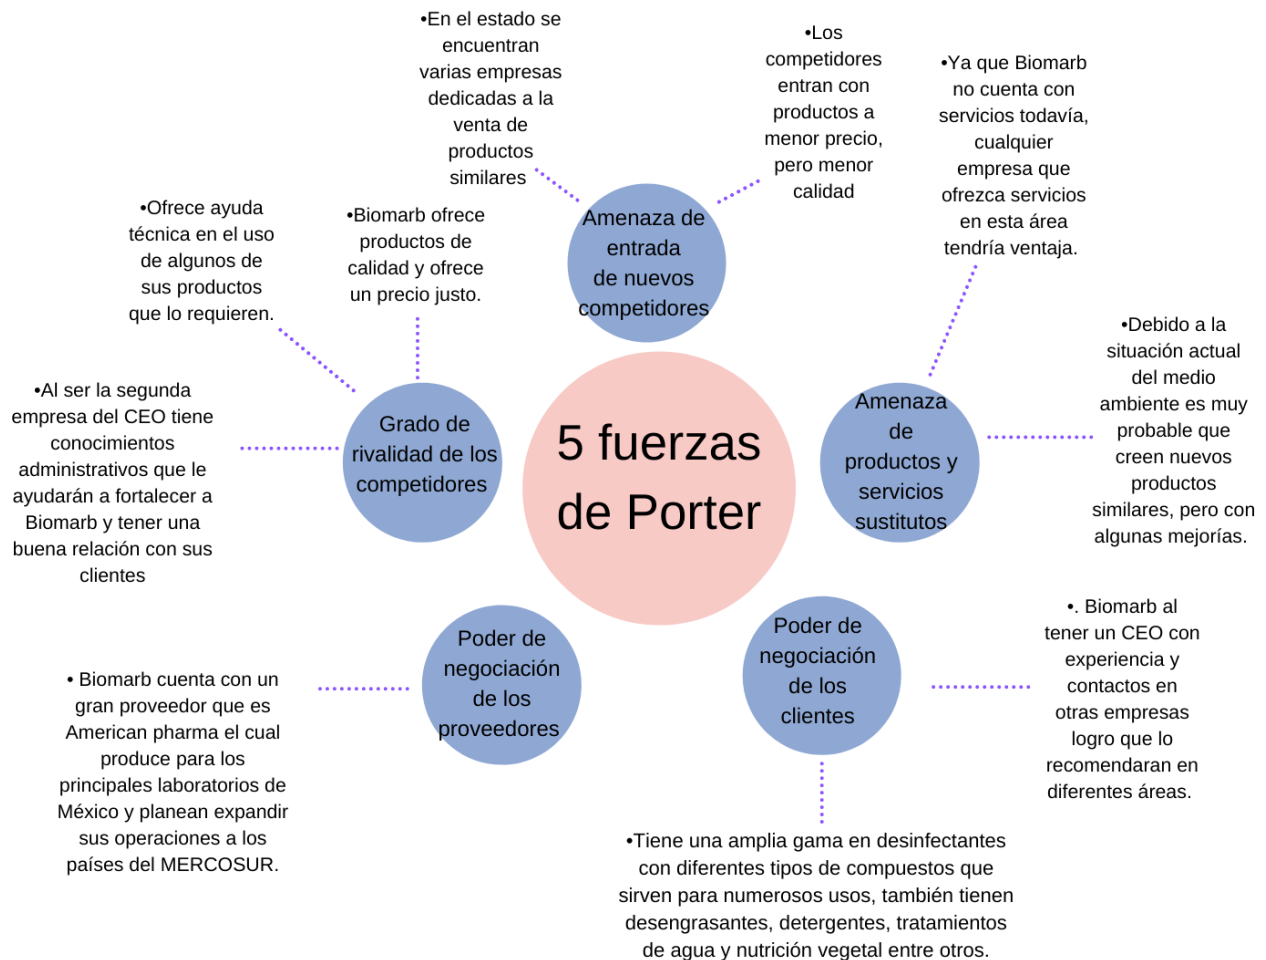 •En el estado se
encuentran
varias empresas
dedicadas a la
venta de
productos
similares
•Los
competidores
entran con
productos a
menor precio,
pero menor
calidad
•Ya que Biomarb
no cuenta con
servicios todavía,
cualquier
empresa que
ofrezca servicios
en esta área
tendría ventaja.
•Ofrece ayuda
técnica en el uso
de algunos de
sus productos
que lo requieren.
•Biomarb ofrece
productos de
calidad y ofrece
un precio justo.
Amenaza de
entrada
de nuevos
competidores
•Debido a la
situación actual
del medio
ambiente es muy
probable que
creen nuevos
productos
similares, pero con
algunas mejorías.
•Al ser la segunda
empresa del CEO tiene
conocimientos
administrativos que le
ayudarán a fortalecer a
Biomarb y tener una
buena relación con sus
clientes
Grado de
rivalidad de los
competidores
5 fuerzas
de Porter
Amenaza
de
productos y
servicios
sustitutos
Poder de
negociación
de los
proveedores
Poder de
negociación
de los
clientes
•. Biomarb al
tener un CEO con
experiencia y
contactos en
otras empresas
logro que lo
recomendaran en
diferentes áreas.
• Biomarb cuenta con un
gran proveedor que es
American pharma el cual
produce para los
principales laboratorios de
México y planean expandir
sus operaciones a los
países del MERCOSUR.
•Tiene una amplia gama en desinfectantes
con diferentes tipos de compuestos que
sirven para numerosos usos, también tienen
desengrasantes, detergentes, tratamientos
de agua y nutrición vegetal entre otros.